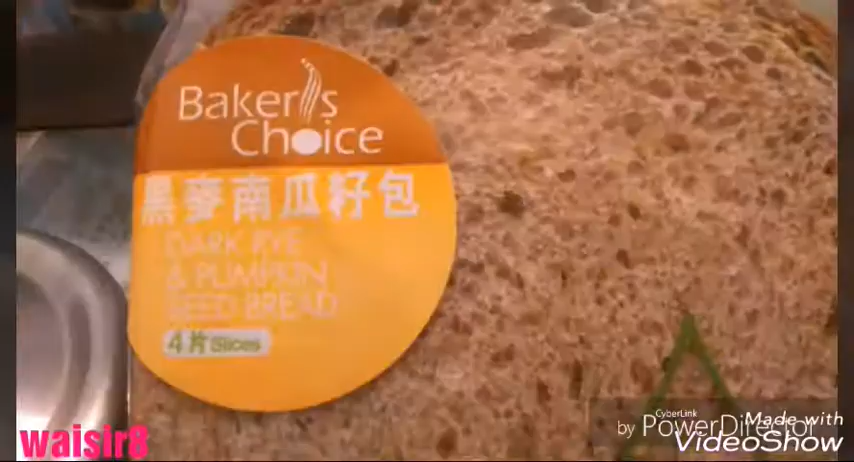 Baker's
Choice
黑麥南瓜籽包
DARK RYE
& PUMPKIN
SEED BREAD
4片 Slices
CyberLink
by PowerDirector
Made with
VideoShow
waisir8